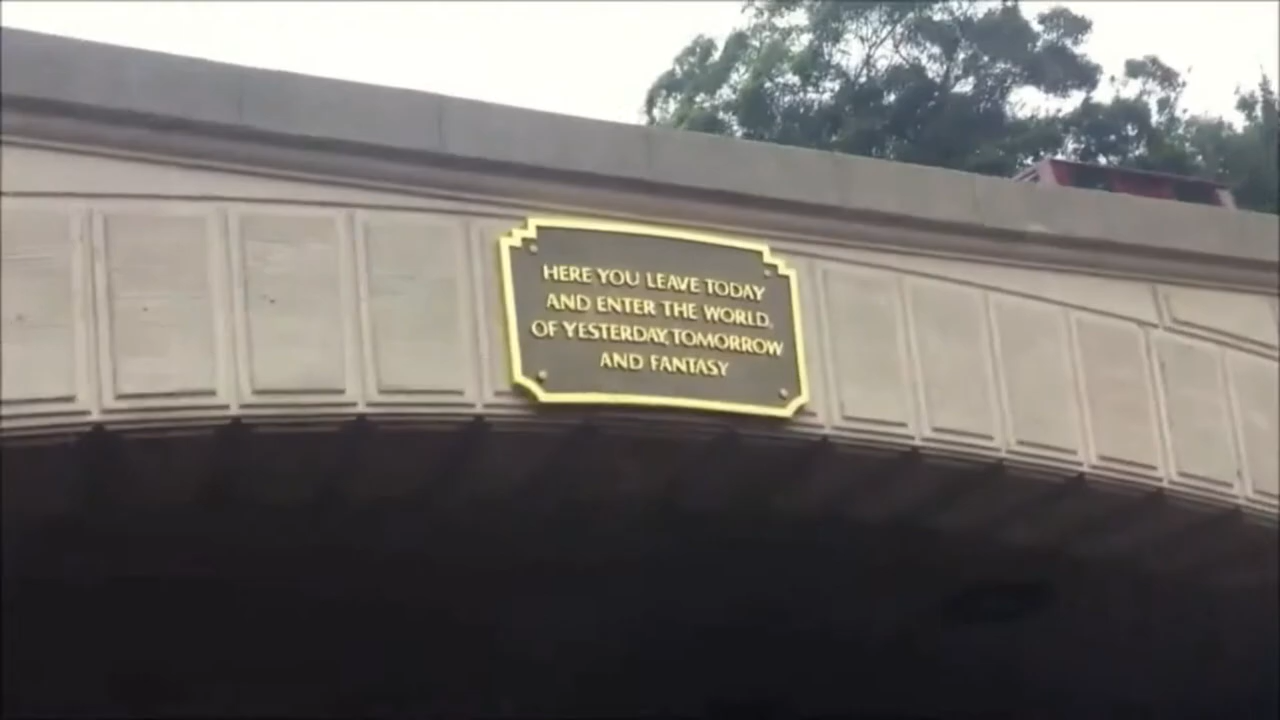 HERE YOU LEAVE TODAY
AND ENTER THE WORLD
OF YESTERDAY, TOMORROW
AND FANTASY